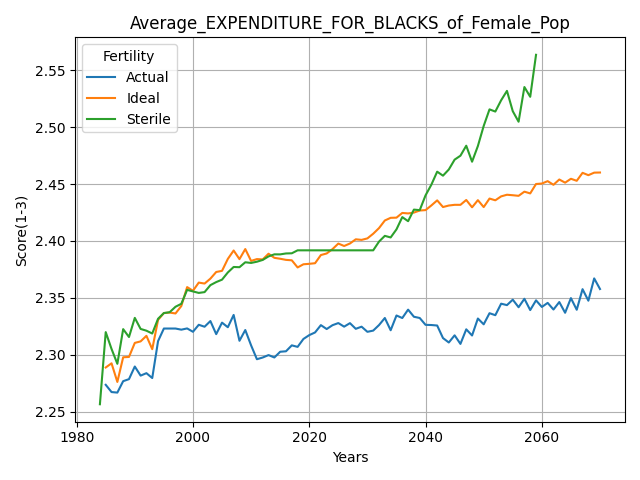 Average_EXPENDITURE_FOR_BLACKS_of_Female_Pop
Fertility
Actual
Ideal
Sterile
Score(1-3)
2.55
2.50
2.45
2.40
2.35
2.30
2.25
1980 2000 2020 2040 2060
Years